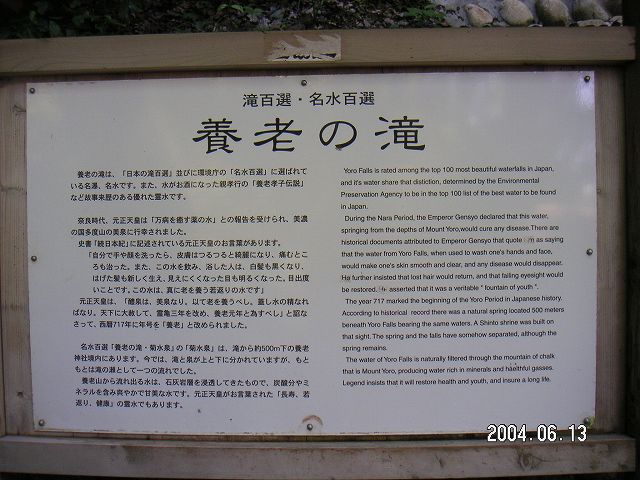 滝百選・名水百選
養老の滝
養老の滝は、「日本の滝百選」並びに環境庁の「名水百選」に選ばれ
ている名瀑、名水です。また、水がお酒になった親孝行の「養老孝子伝説」
など故事来歴のある優れた霊水です。
奈良時代、元正天皇は「万病を癒す薬の水」との報告を受けられ、美濃
の国多度山の美泉に行幸されました。
史書「続日本紀」に記述されている元正天皇のお言葉があります。
「自分で手や顔を洗ったら、皮膚はつるつると綺麗になり、痛むとこ
ろも治った。また、この水を飲み、浴した人は、白髪も黒くなり、
はげた髪も新しく生え、見えにくくなった目も明るくなった。目出度
いことです。この水は、真に老を養う若返りの水です」
元正天皇は、「醴泉は、美泉なり。以て老を養うべし。蓋し水の精なれ
ばなり。天下に大赦して、霊亀三年を改め、養老元年と為すべし」と詔な
さって、西暦717年に年号を「養老」と改められました。
名水百選「養老の滝・菊水泉」の「菊水泉」は、滝から約500m下の養老
神社境内にあります。今では、滝と泉が上と下に分かれていますが、もと
もとは滝の瀬として一つの流れでした。
養老山から流れ出る水は、石灰岩層を浸透してきたもので、炭酸分やミ
ネラルを含み爽やかで甘美な水です。元正天皇がお言葉された「長寿、若
返り、健康」の霊水でもあります。
Yoro Falls is rated among the top 100 most beautiful waterfalls in Japan,
and it's water share that distiction, determined by the Environmental
Preservation Agency to be in the top 100 list of the best water to be found
in Japan.
During the Nara Period, the Emperor Gensyo declared that this water,
springing from the depths of Mount Yoro,would cure any disease.There are
historical documents attributed to Emperor Gensyo that quote as saying
that the water from Yoro Falls, when used to wash one's hands and face,
would make one's skin smooth and clear, and any disease would disappear.
He further insisted that lost hair would return, and that failing eyesight would
be restored. He asserted that it was a veritable " fountain of youth ".
The year 717 marked the beginning of the Yoro Period in Japanese history.
According to historical record there was a natural spring located 500 meters
beneath Yoro Falls bearing the same waters. A Shinto shrine was built on
that sight. The spring and the falls have somehow separated, although the
spring remains.
The water of Yoro Falls is naturally filtered through the mountain of chalk
that is Mount Yoro, producing water rich in minerals and healthful gasses.
Legend insists that it will restore health and youth, and insure a long life.
2004.06.13